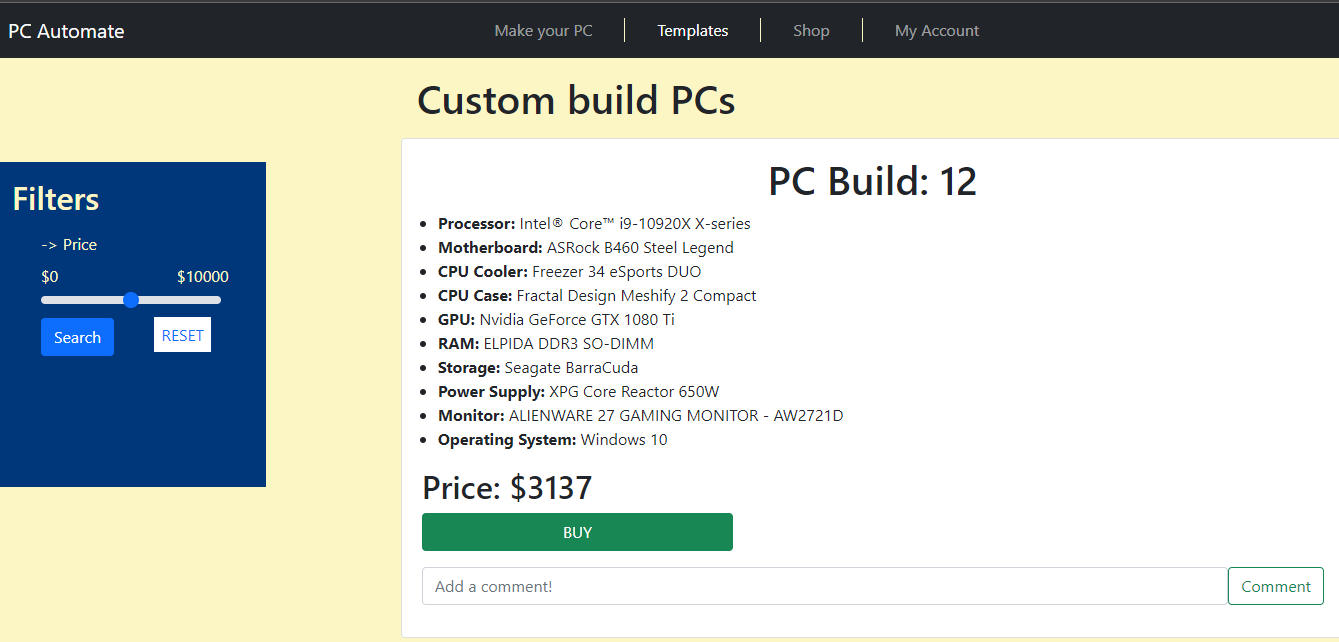 PC Automate
Make your PC
Templates
Shop
My Account
Custom build PCs
Filters
-> Price
$0 $10000
Search RESET
PC Build: 12
Processor: Intel® Core™ i9-10920X X-series
Motherboard: ASRock B460 Steel Legend
CPU Cooler: Freezer 34 eSports DUO
CPU Case: Fractal Design Meshify 2 Compact
GPU: Nvidia GeForce GTX 1080 Ti
RAM: ELPIDA DDR3 SO-DIMM
Storage: Seagate BarraCuda
Power Supply: XPG Core Reactor 650W
Monitor: ALIENWARE 27 GAMING MONITOR - AW2721D
Operating System: Windows 10
Price: $3137
BUY
Add a comment! Comment